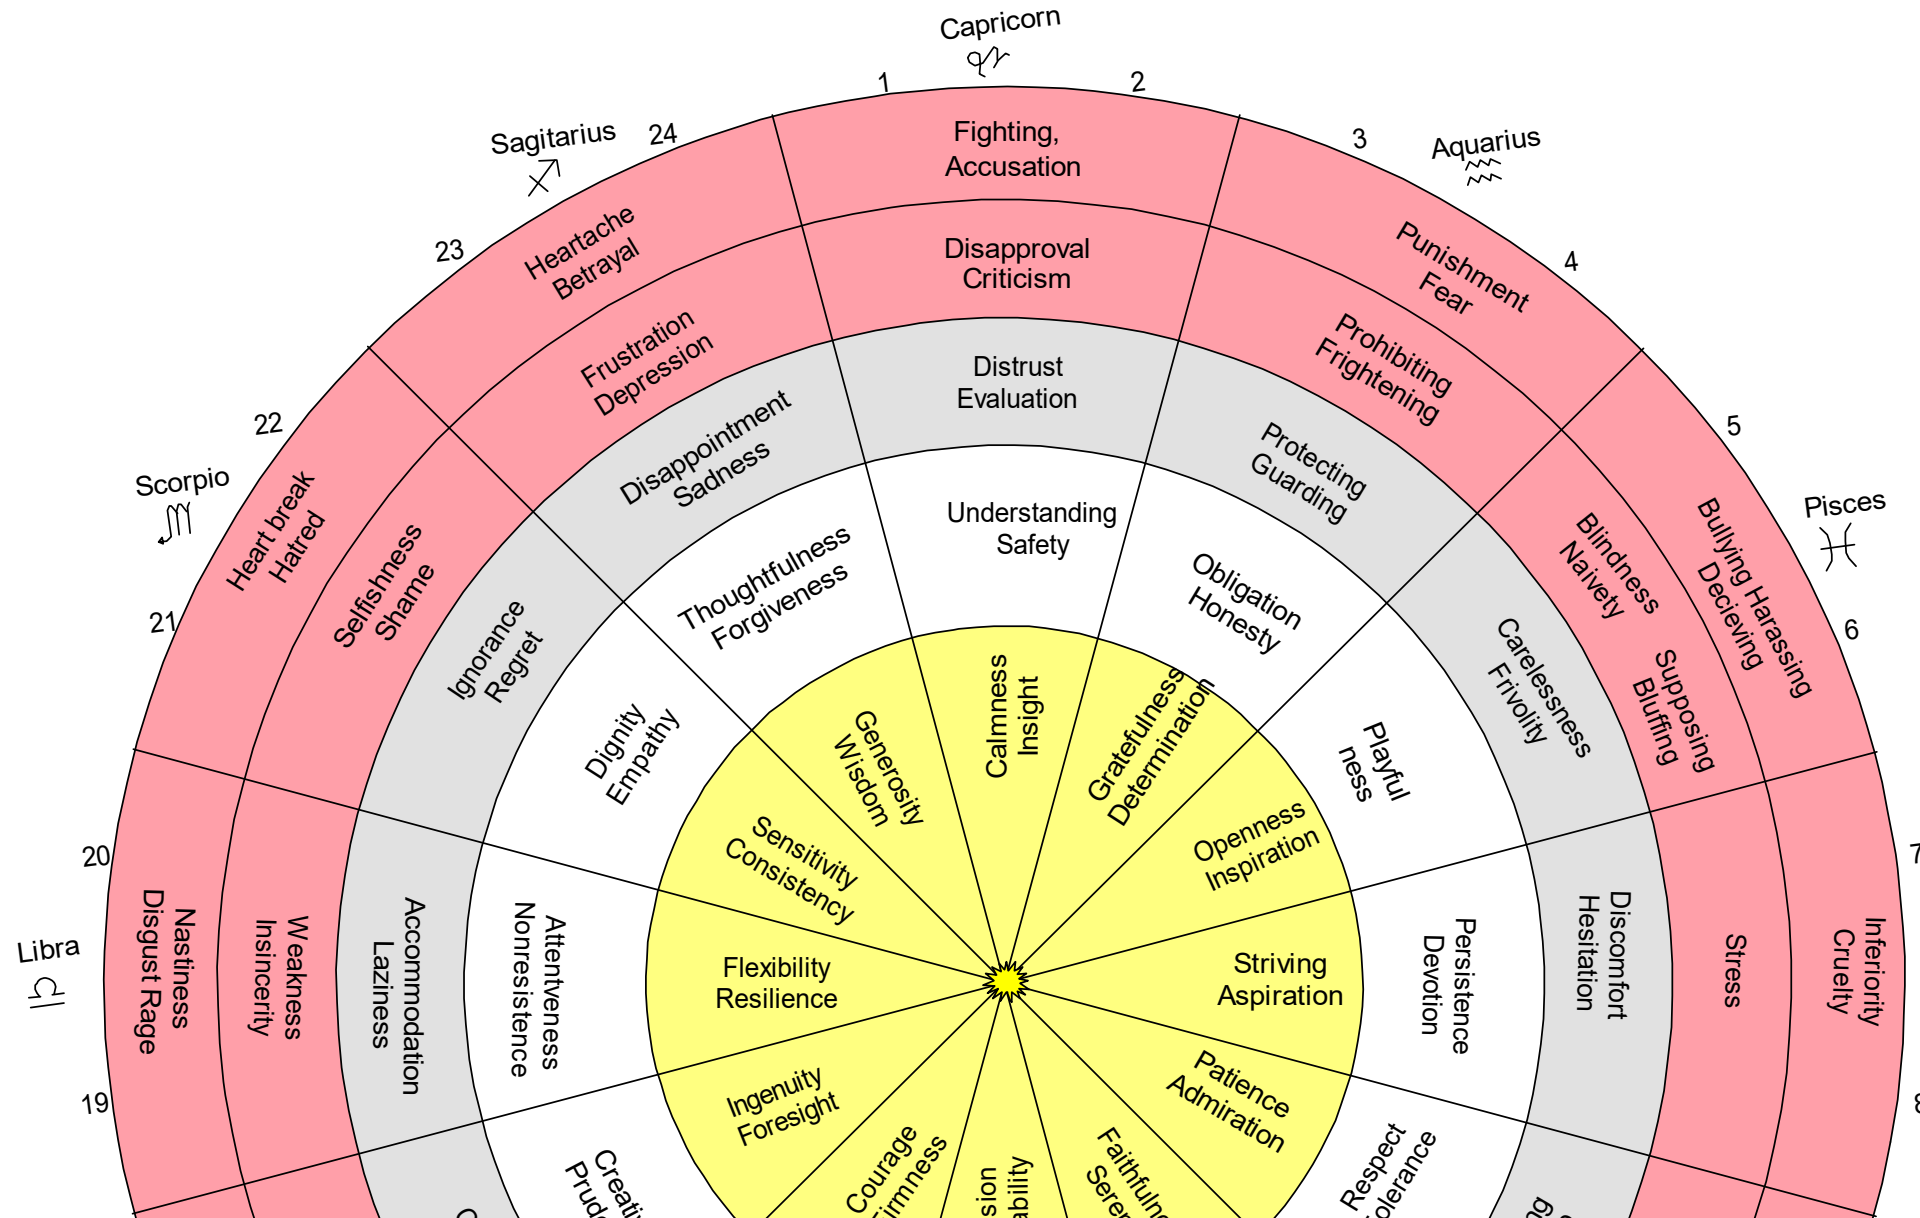 Capricorn
1
2
Sagitarius
24
3
Aquarius
23
4
22
5
Scorpio
Pisces
21
6
20
7
Libra
19
Fighting,
Accusation
Disapproval
Criticism
Distrust
Evaluation
Understanding
Safety
Calmness
Insight
Punishment
Fear
Prohibiting
Frightening
Protecting
Guarding
Obligation
Honesty
Gratefulness
Determination
Bullying Harassing
Decieving
Blindness
Naivety
Supposing
Bluffing
Carelessness
Frivolity
Playful
ness
Openness
Inspiration
Inferiority
Cruelty
Stress
Discomfort
Hesitation
Persistence
Devotion
Striving
Aspiration
Respect
Patience
Admiration
Courage
Creati
Prud
Ingenuity
Foresight
Nastiness
Disgust Rage
Weakness
Insincerity
Accommodation
Laziness
Attentveness
Nonresistence
Flexibility
Resilience
Heart break
Hatred
Selfishness
Shame
Ignorance
Regret
Dignity
Empathy
Sensitivity
Consistency
Heartache
Betrayal
Frustration
Depression
Disappointment
Sadness
Thoughtfulness
Forgiveness
Generosity
Wisdom